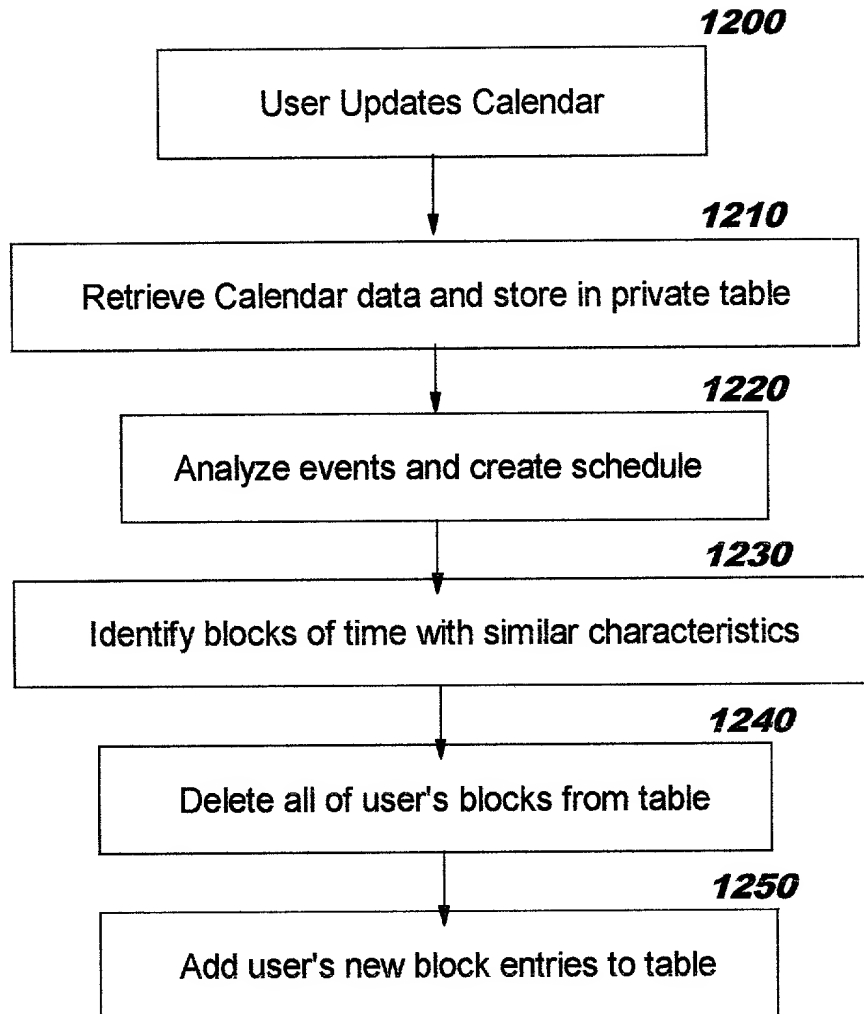 1200
User Updates Calendar
1210
Retrieve Calendar data and store in private table
1220
Analyze events and create schedule
1230
Identify blocks of time with similar characteristics
1240
Delete all of user's blocks from table
1250
Add user's new block entries to table